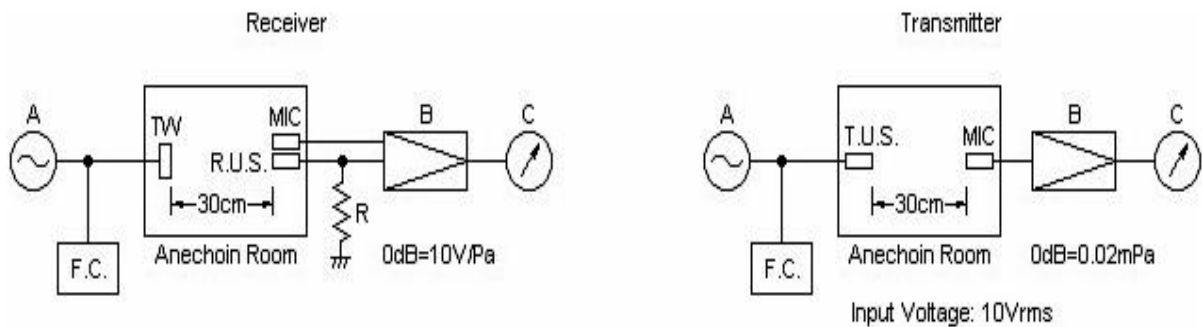 Receiver
A
TW
MIC
R.U.S.
B
C
30cm
R
F.C.
Anechoin Room
0dB=10V/Pa
Transmitter
A
T.U.S.
MIC
B
C
30cm
F.C.
Anechoin Room
0dB=0.02mPa
Input Voltage: 10Vrms